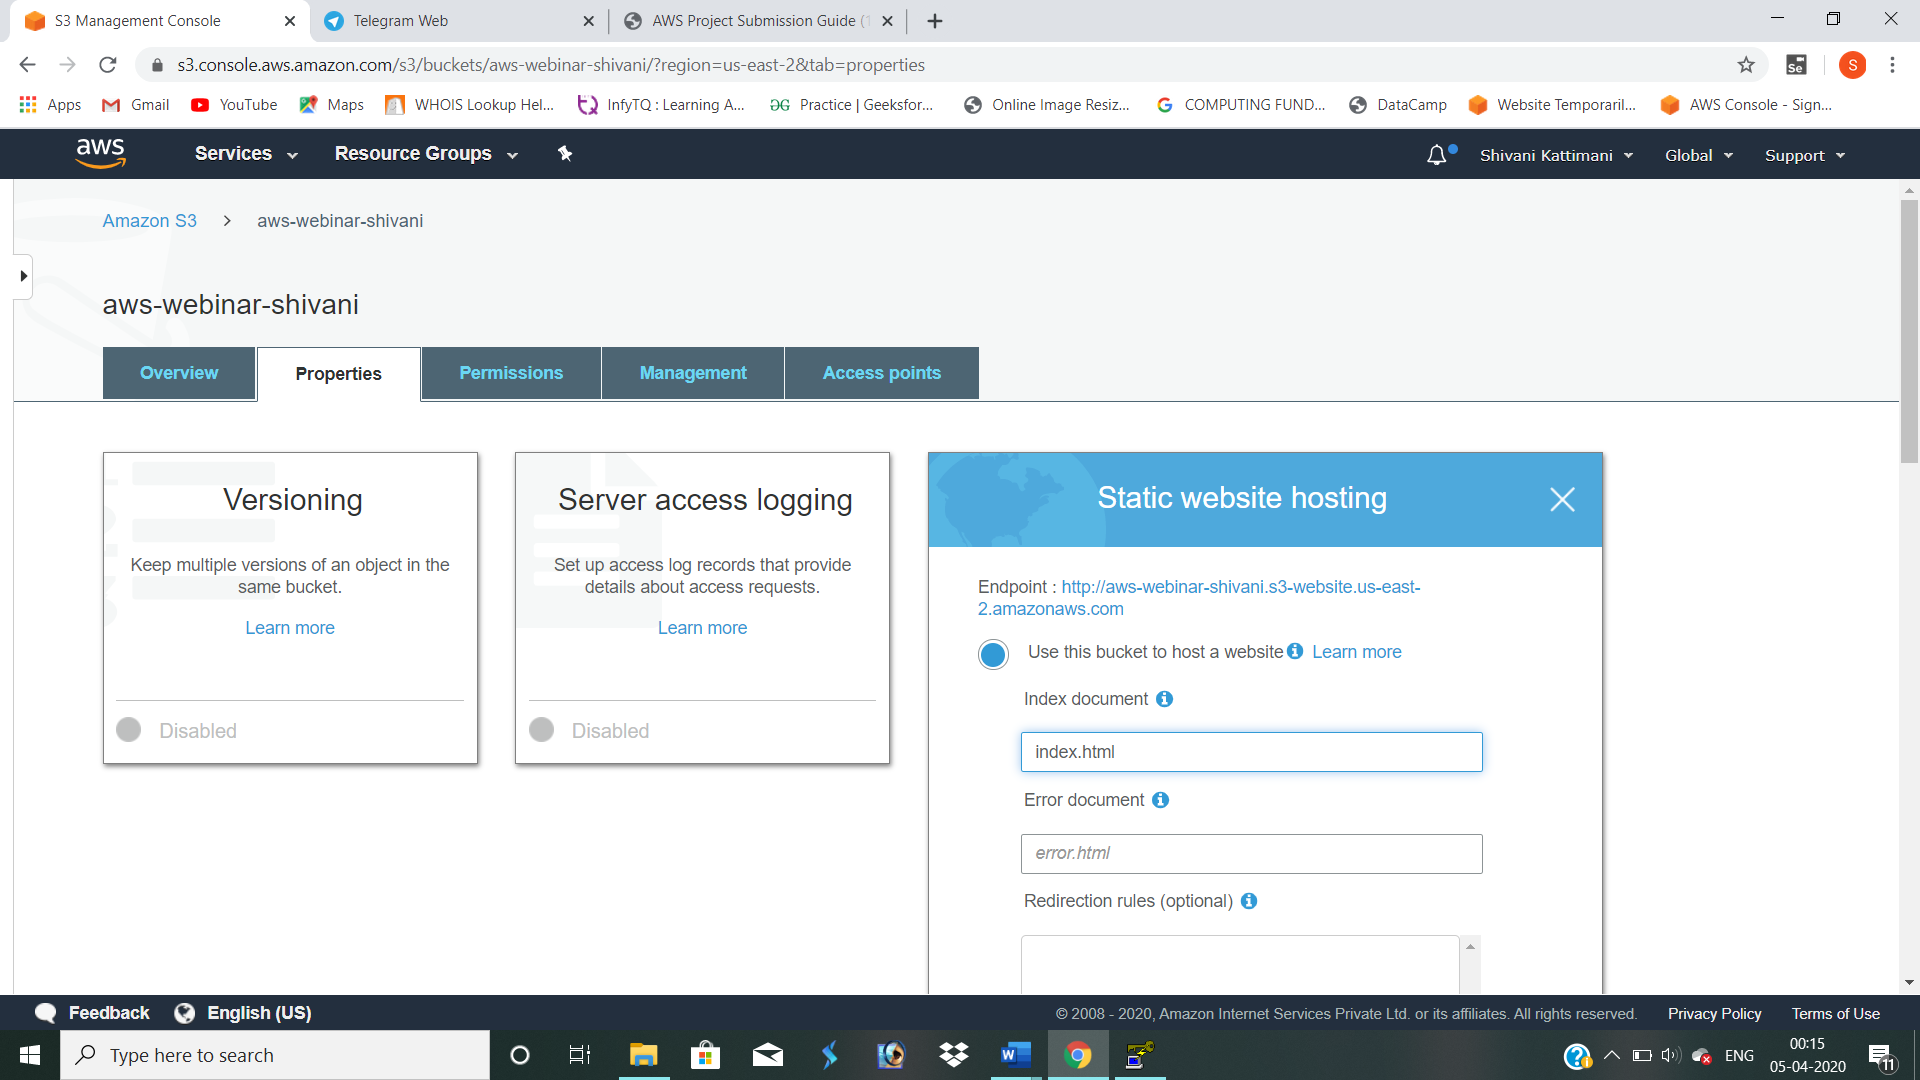 S3 Management Console
Telegram Web
AWS Project Submission Guide (1
s3.console.aws.amazon.com/s3/buckets/aws-webinar-shivani/?region=us-east-2&tab=properties
Se
S
Apps
Gmail
YouTube
Maps
WHOIS Lookup Hel...
InfyTQ : Learning A...
Practice | Geeksfor...
Online Image Resiz...
COMPUTING FUND...
DataCamp
Website Temporaril...
AWS Console - Sign...
aws
Services
Resource Groups
Shivani Kattimani
Global
Support
Amazon S3 > aws-webinar-shivani
aws-webinar-shivani
Overview
Properties
Permissions
Management
Access points
Versioning
Keep multiple versions of an object in the
same bucket.
Learn more
Disabled
Server access logging
Set up access log records that provide
details about access requests.
Learn more
Disabled
Static website hosting
Endpoint : http://aws-webinar-shivani.s3-website.us-east-
2.amazonaws.com
Use this bucket to host a website Learn more
Index document
index.html
Error document
error.html
Redirection rules (optional)
Feedback
English (US)
© 2008 - 2020, Amazon Internet Services Private Ltd. or its affiliates. All rights reserved.
Privacy Policy
Terms of Use
Type here to search
ENG
00:15
05-04-2020
11